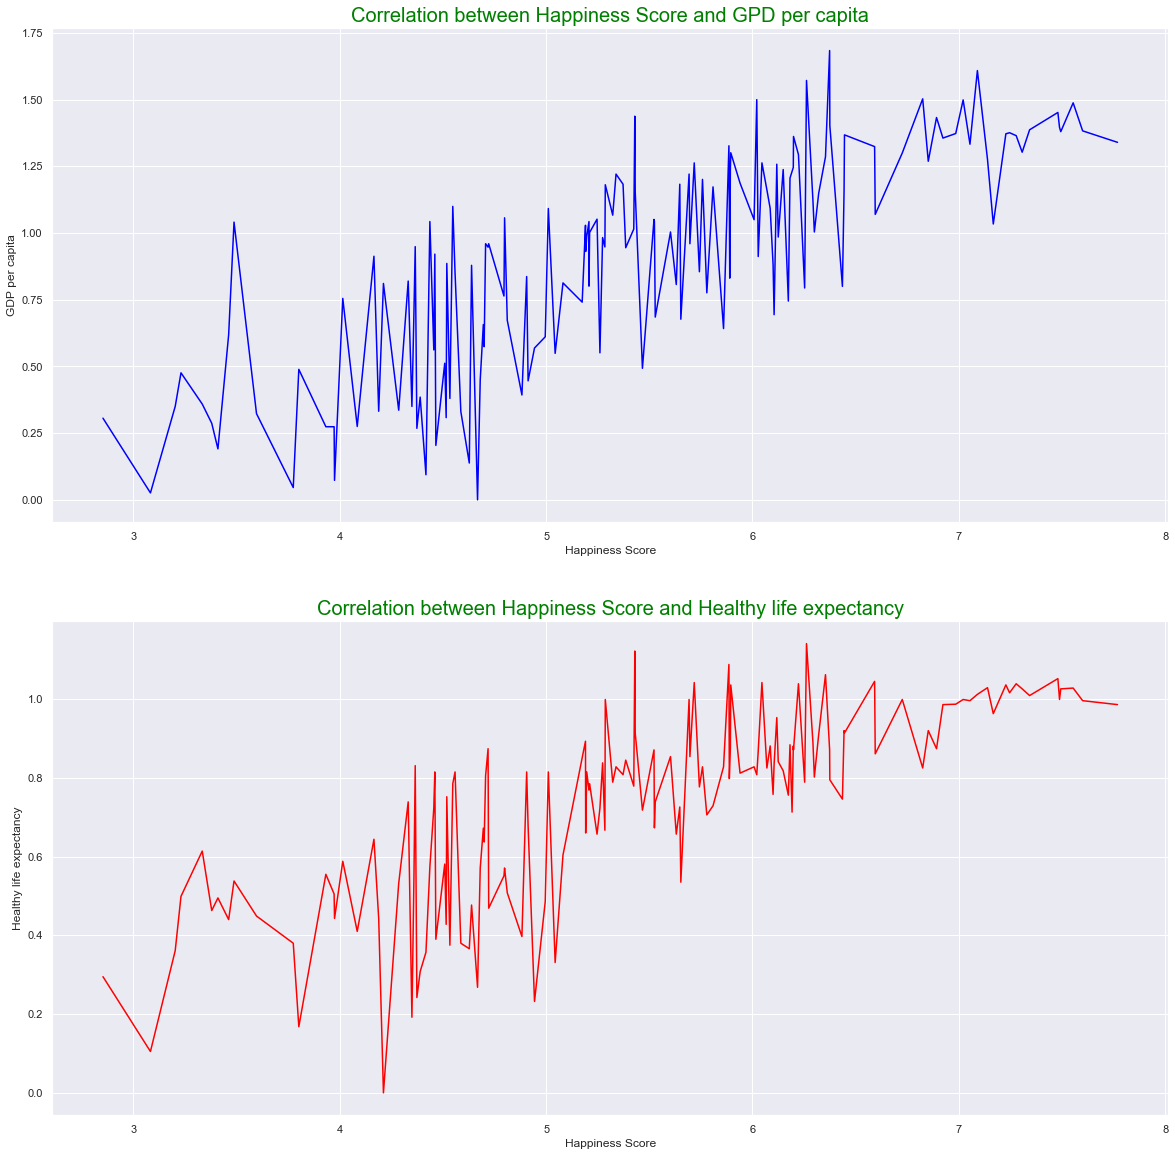 Correlation between Happiness Score and GPD per capita
1.75
1.50
1.25
1.00
0.75
0.50
0.25
0.00
GDP per capita
3 4 5 6 7 8
Happiness Score
Correlation between Happiness Score and Healthy life expectancy
1.0
0.8
0.6
0.4
0.2
0.0
Healthy life expectancy
3 4 5 6 7 8
Happiness Score